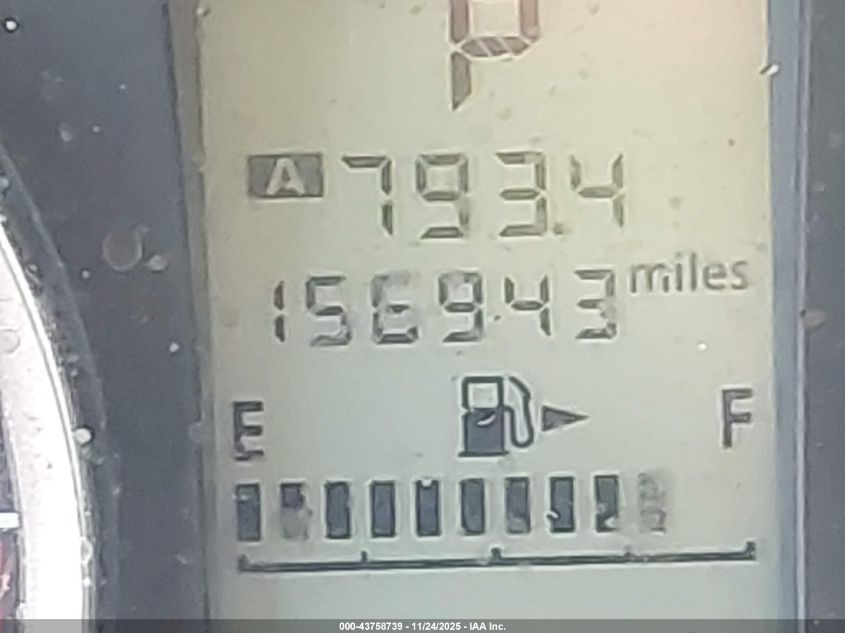 P
A 793.4
156943 miles
E F
000-43758739 - 11/24/2025 - IAA Inc.